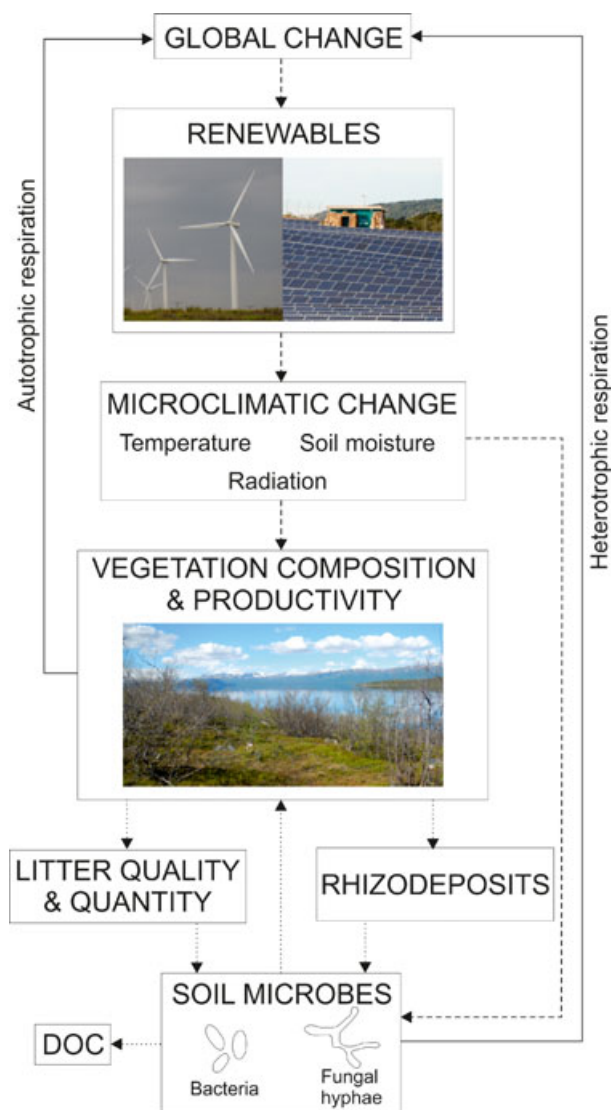 GLOBAL CHANGE
RENEWABLES
Autotrophic respiration
Heterotrophic respiration
MICROCLIMATIC CHANGE
Temperature
Soil moisture
Radiation
VEGETATION COMPOSITION
& PRODUCTIVITY
LITTER QUALITY
& QUANTITY
RHIZODEPOSITS
SOIL MICROBES
DOC
Bacteria
Fungal
hyphae